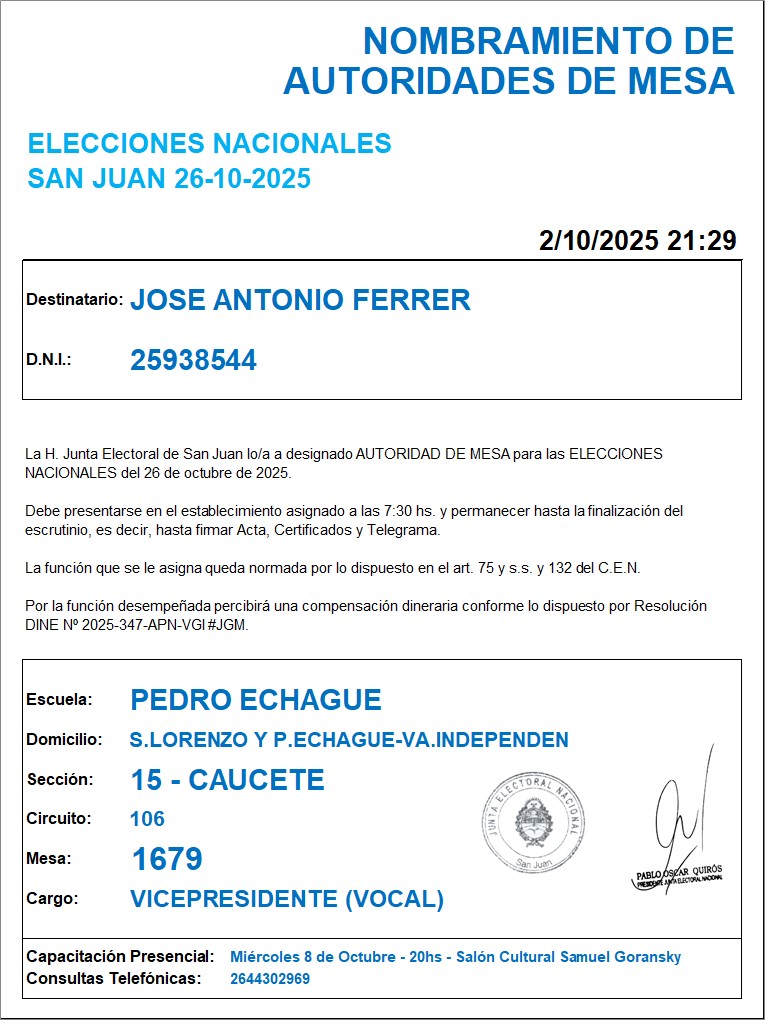 NOMBRAMIENTO DE
AUTORIDADES DE MESA
ELECCIONES NACIONALES
SAN JUAN 26-10-2025
2/10/2025 21:29
Destinatario: JOSE ANTONIO FERRER
D.N.I.: 25938544
La H. Junta Electoral de San Juan lo/a a designado AUTORIDAD DE MESA para las ELECCIONES
NACIONALES del 26 de octubre de 2025.
Debe presentarse en el establecimiento asignado a las 7:30 hs. y permanecer hasta la finalización del
escrutinio, es decir, hasta firmar Acta, Certificados y Telegrama.
La función que se le asigna queda normada por lo dispuesto en el art. 75 y s.s. y 132 del C.E.N.
Por la función desempeñada percibirá una compensación dineraria conforme lo dispuesto por Resolución
DINE Nº 2025-347-APN-VGI#JGM.
Escuela: PEDRO ECHAGUE
Domicilio: S.LORENZO Y P.ECHAGUE-VA.INDEPENDEN
Sección: 15 - CAUCETE
Circuito: 106
Mesa: 1679
Cargo: VICEPRESIDENTE (VOCAL)
JUNTA ELECTORAL NACIONAL
San Juan
PABLO OSCAR QUIRÓS
PRESIDENTE JUNTA ELECTORAL NACIONAL
Capacitación Presencial: Miércoles 8 de Octubre - 20hs - Salón Cultural Samuel Goransky
Consultas Telefónicas: 2644302969